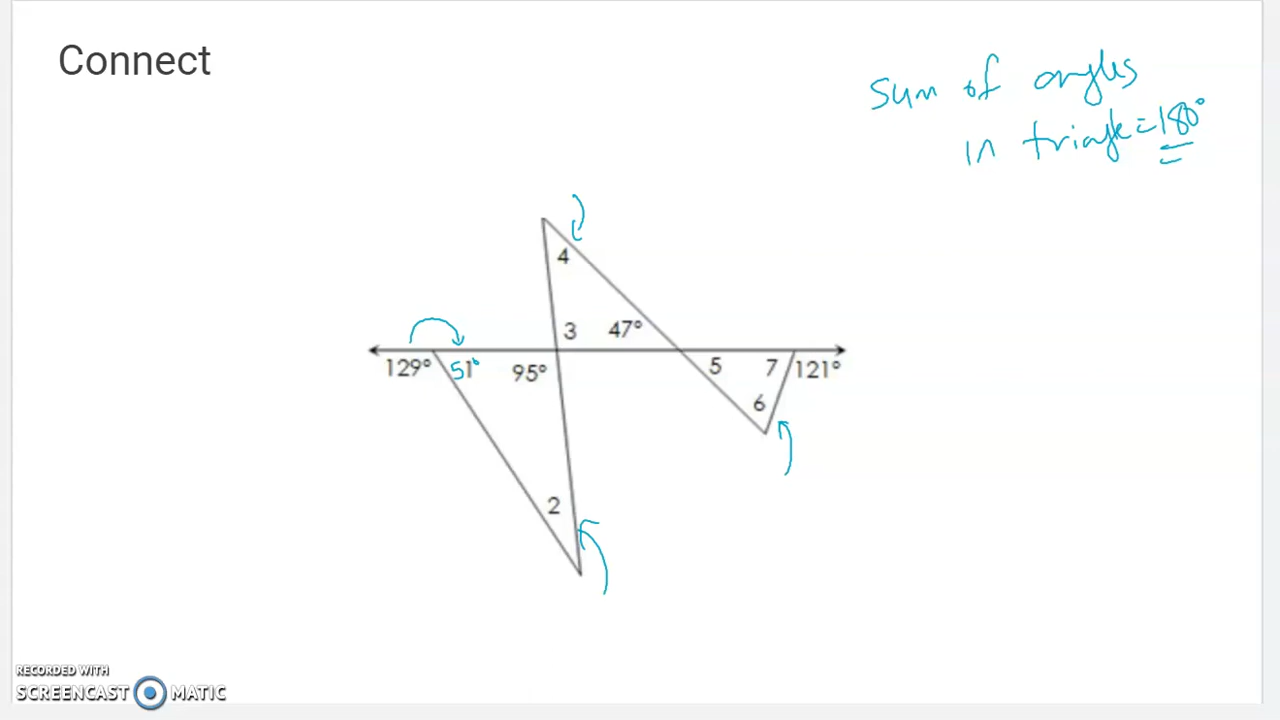 Connect
sum of angles
in triangle=180°
4
3
47°
129°
51°
95°
5
7
121°
6
2
RECORDED WITH
SCREENCAST MATIC